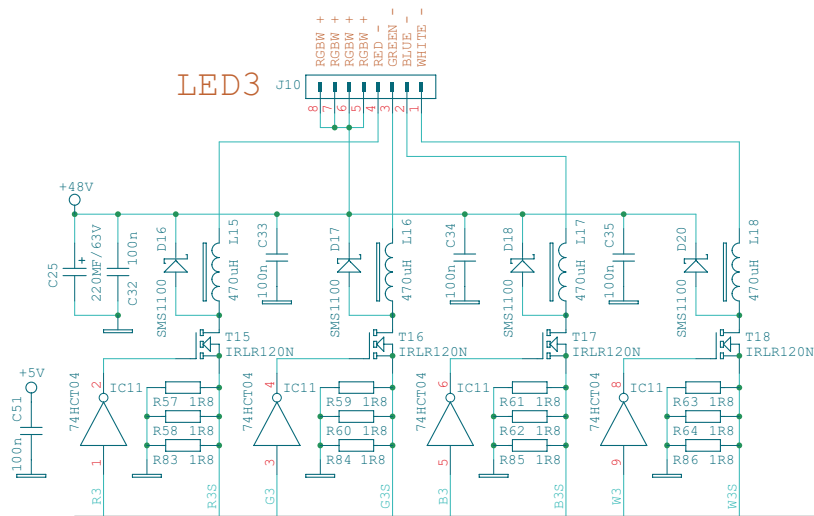 RGBW +
RGBW +
RGBW +
RGBW +
RED -
GREEN -
BLUE -
WHITE -
LED3
J10
8
7
6
5
4
3
2
1
+48V
C25
220MF/63V
+
C32 100n
D16
SMS1100
L15
470uH
C33
100n
D17
SMS1100
L16
470uH
C34
100n
D18
SMS1100
L17
470uH
C35
100n
D20
SMS1100
L18
470uH
T15
IRLR120N
T16
IRLR120N
T17
IRLR120N
T18
IRLR120N
+5V
C51
100n
74HCT04
2
IC11
1
R57 1R8
R58 1R8
R83 1R8
74HCT04
4
IC11
3
R59 1R8
R60 1R8
R84 1R8
74HCT04
6
IC11
5
R61 1R8
R62 1R8
R85 1R8
74HCT04
8
IC11
9
R63 1R8
R64 1R8
R86 1R8
R3
R3S
G3
G3S
B3
B3S
W3
W3S